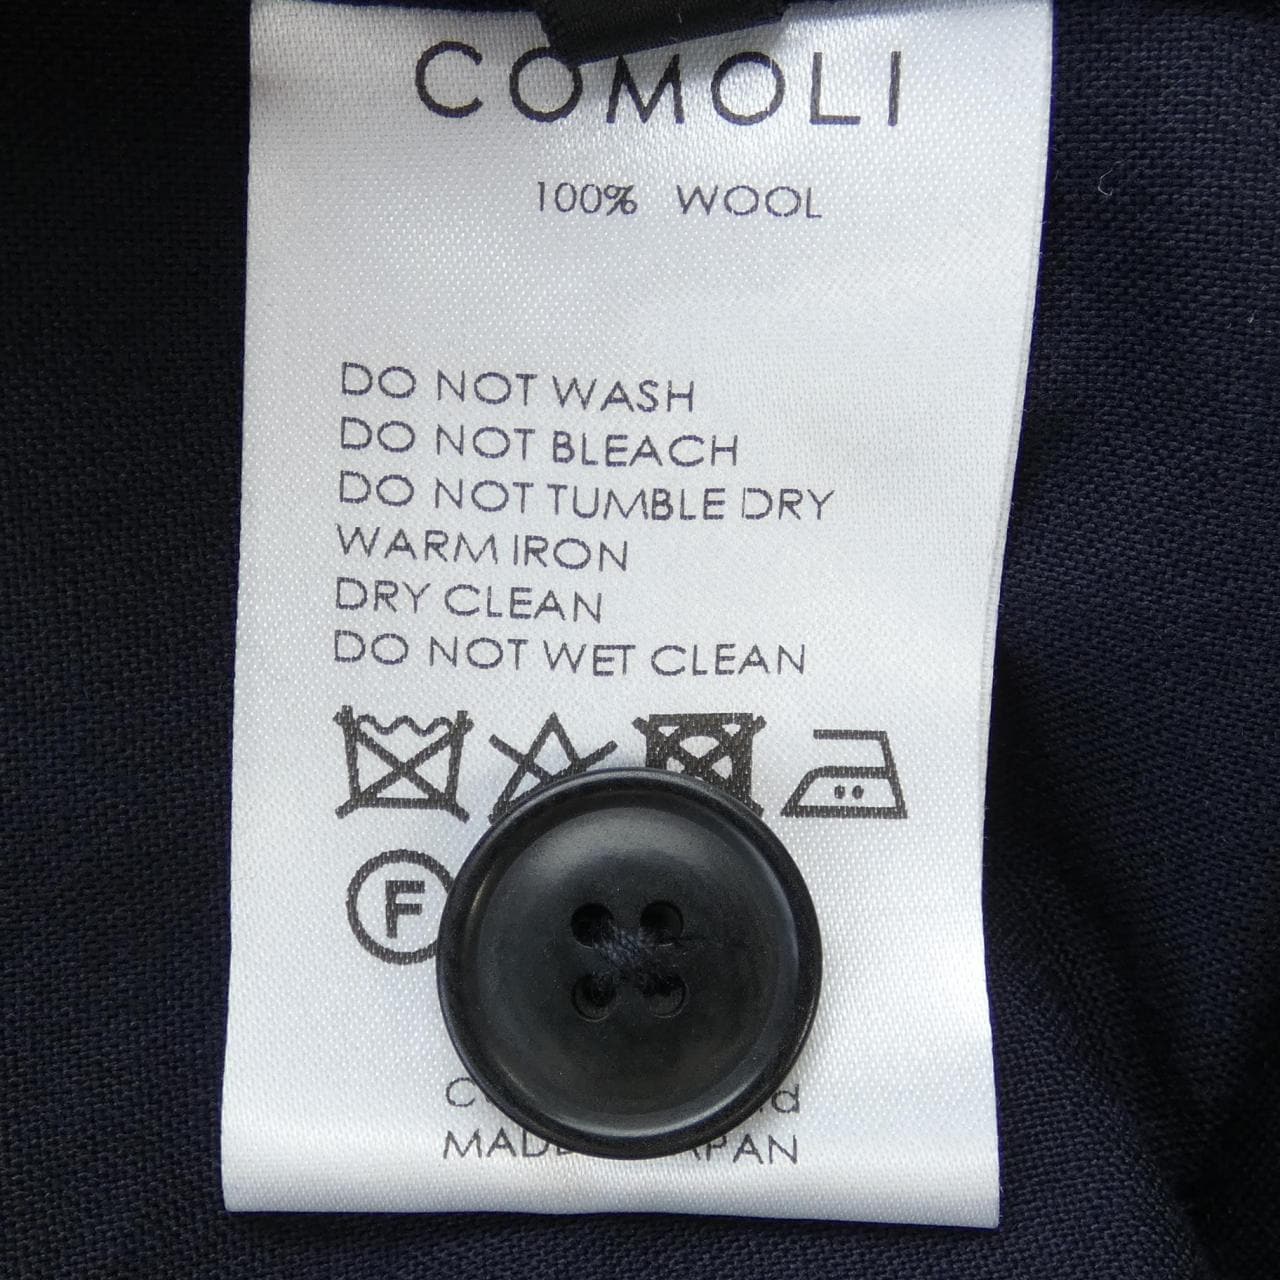 COMOLI
100% WOOL
DO NOT WASH
DO NOT BLEACH
DO NOT TUMBLE DRY
WARM IRON
DRY CLEAN
DO NOT WET CLEAN
F
MADE JAPAN